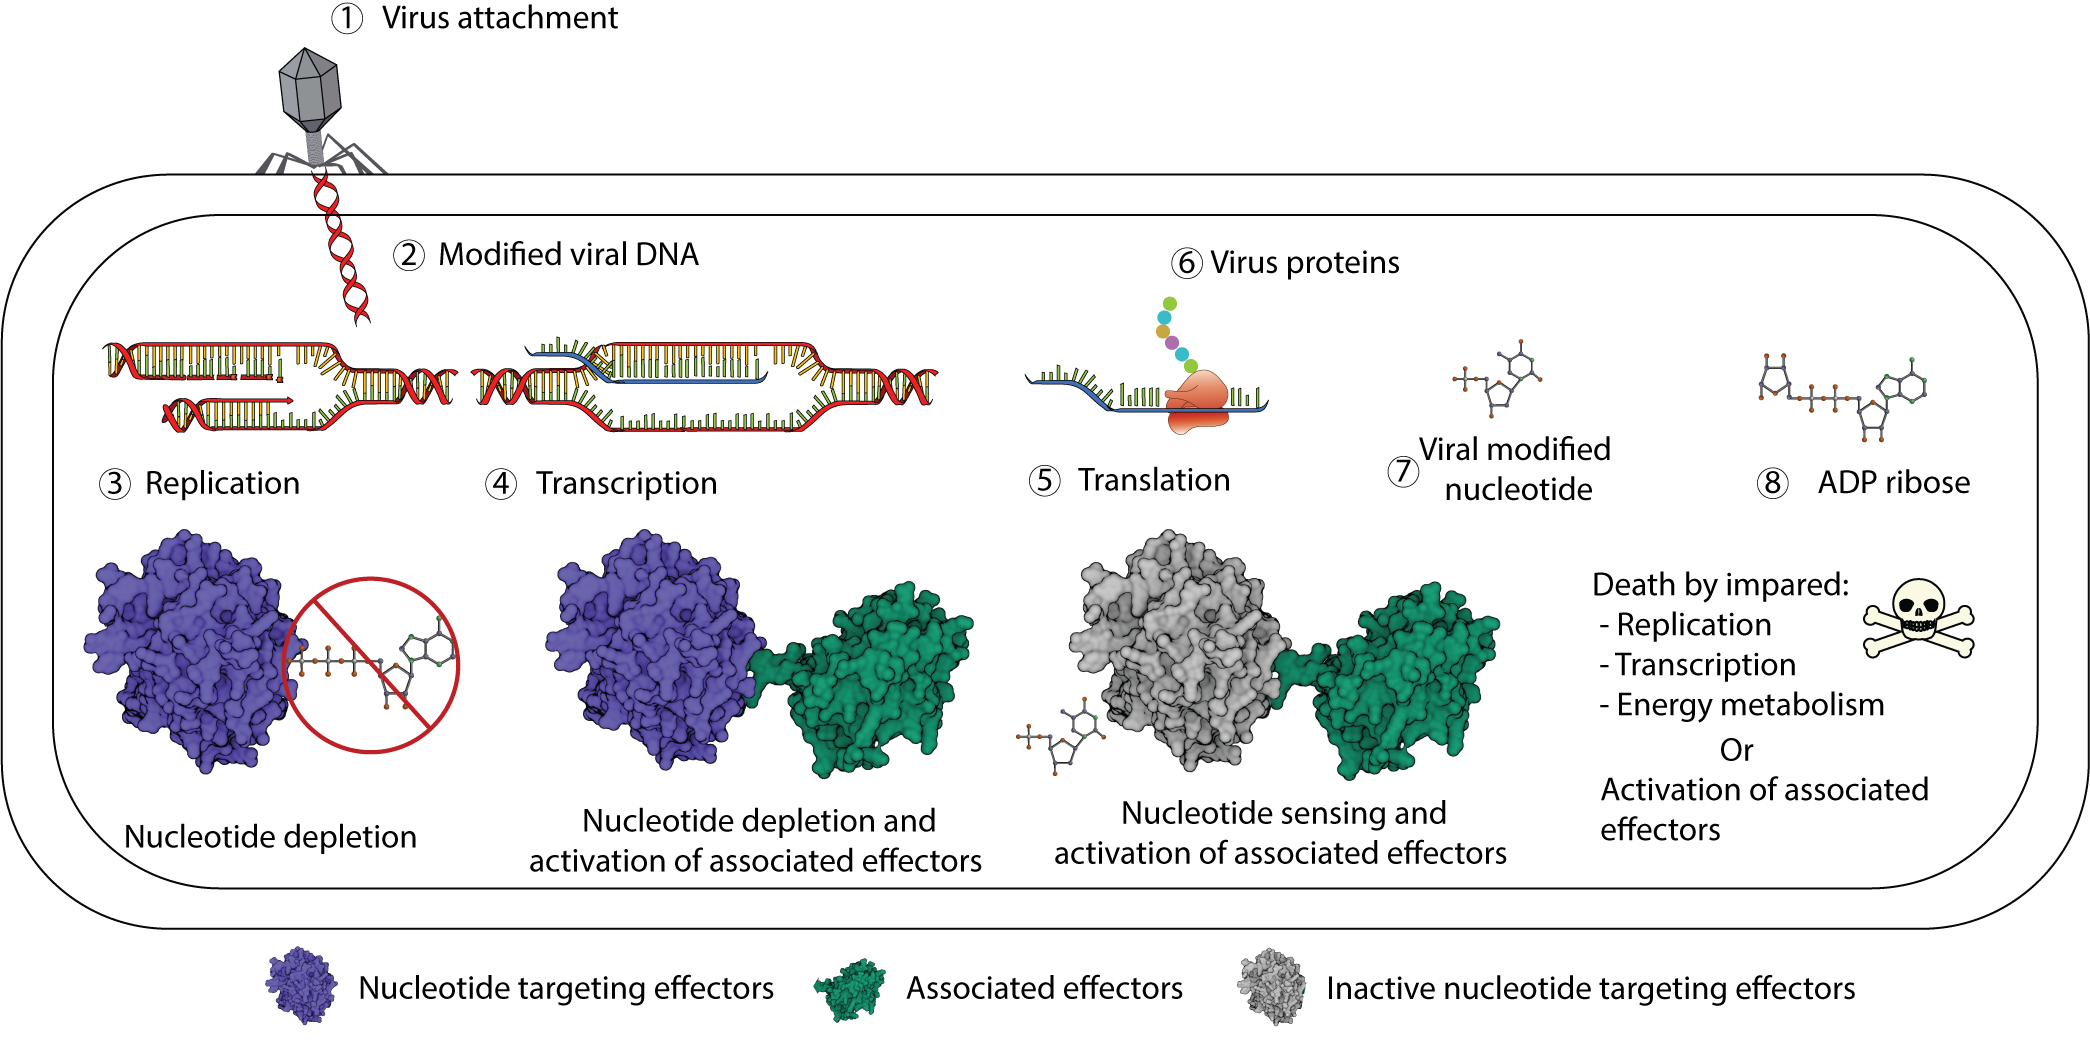 ① Virus attachment
② Modified viral DNA
⑥ Virus proteins
③ Replication
④ Transcription
⑤ Translation
⑦ Viral modified
nucleotide
⑧ ADP ribose
Nucleotide depletion
Nucleotide depletion and
activation of associated effectors
Nucleotide sensing and
activation of associated effectors
Death by impared:
- Replication
- Transcription
- Energy metabolism
Or
Activation of associated
effectors
Nucleotide targeting effectors
Associated effectors
Inactive nucleotide targeting effectors